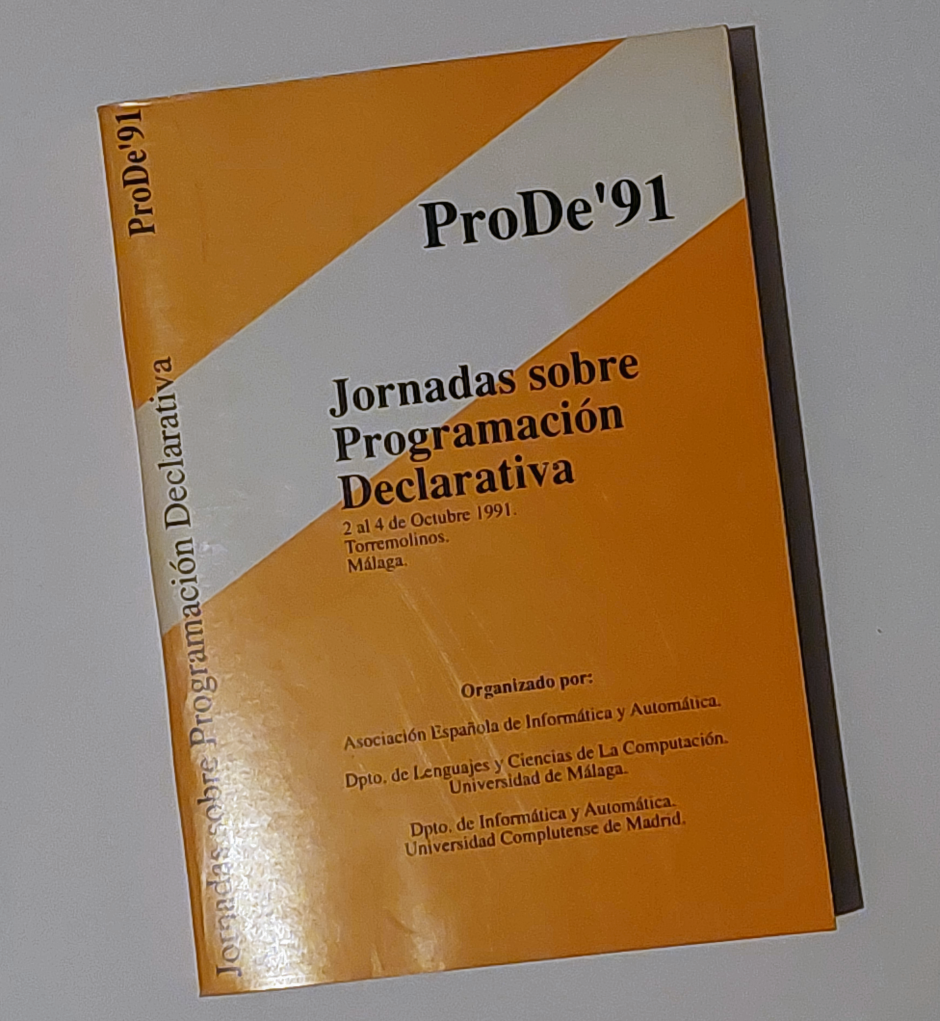 ProDe'91
Jornadas sobre Programación Declarativa
ProDe'91
Jornadas sobre
Programación
Declarativa
2 al 4 de Octubre 1991.
Torremolinos.
Málaga.
Organizado por:
Asociación Española de Informática y Automática.
Dpto. de Lenguajes y Ciencias de La Computación.
Universidad de Málaga.
Dpto. de Informática y Automática.
Universidad Complutense de Madrid.